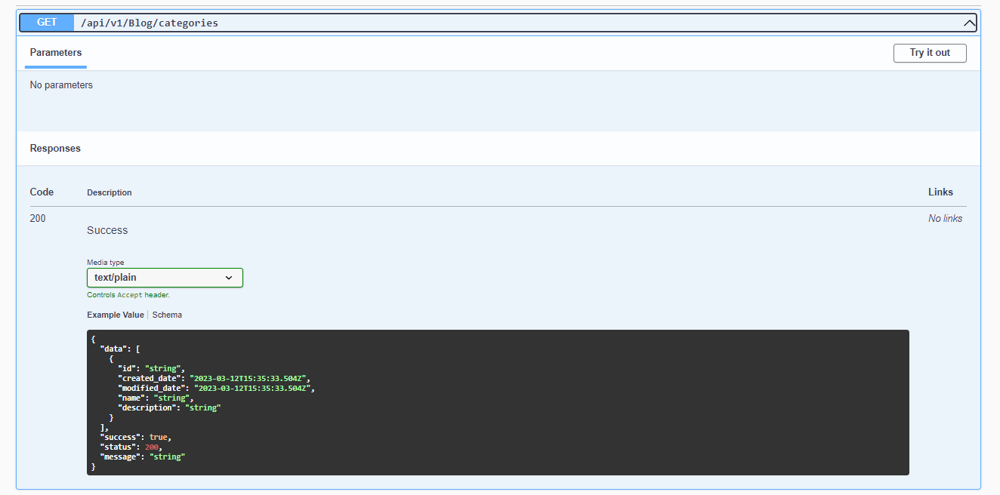 GET /api/v1/Blog/categories
Parameters Try it out
No parameters
Responses
Code Description Links
200 Success No links
Media type
text/plain
Controls Accept header.
Example Value Schema
{
  "data": [
    {
      "id": "string",
      "created_date": "2023-03-12T15:35:33.504Z",
      "modified_date": "2023-03-12T15:35:33.504Z",
      "name": "string",
      "description": "string"
    }
  ],
  "success": true,
  "status": 200,
  "message": "string"
}